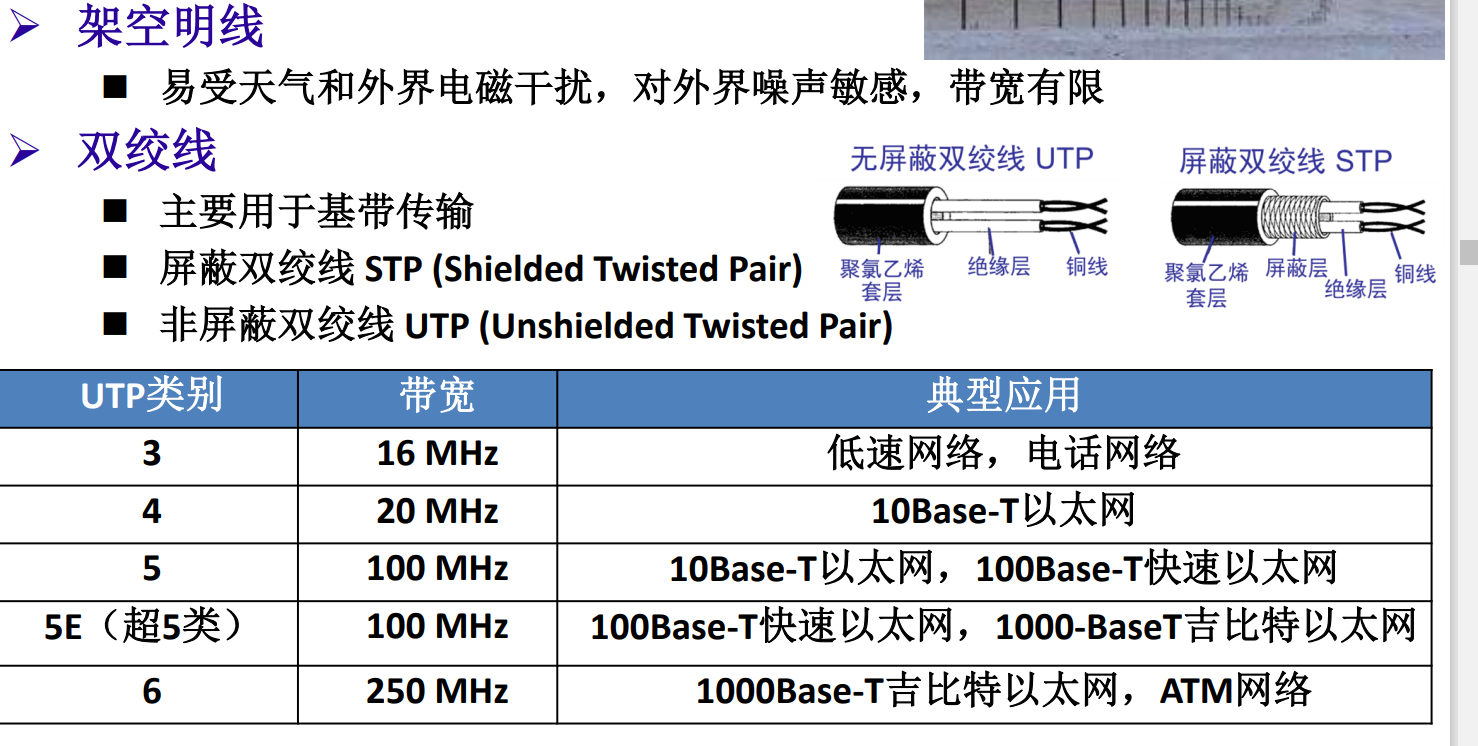 架空明线
易受天气和外界电磁干扰，对外界噪声敏感，带宽有限
双绞线
主要用于基带传输
屏蔽双绞线 STP (Shielded Twisted Pair)
非屏蔽双绞线 UTP (Unshielded Twisted Pair)
无屏蔽双绞线 UTP
聚氯乙烯
套层
绝缘层
铜线
屏蔽双绞线 STP
聚氯乙烯
套层
屏蔽层
绝缘层
铜线
UTP类别 带宽 典型应用
3 16 MHz 低速网络，电话网络
4 20 MHz 10Base-T以太网
5 100 MHz 10Base-T以太网，100Base-T快速以太网
5E（超5类） 100 MHz 100Base-T快速以太网，1000-BaseT吉比特以太网
6 250 MHz 1000Base-T吉比特以太网，ATM网络